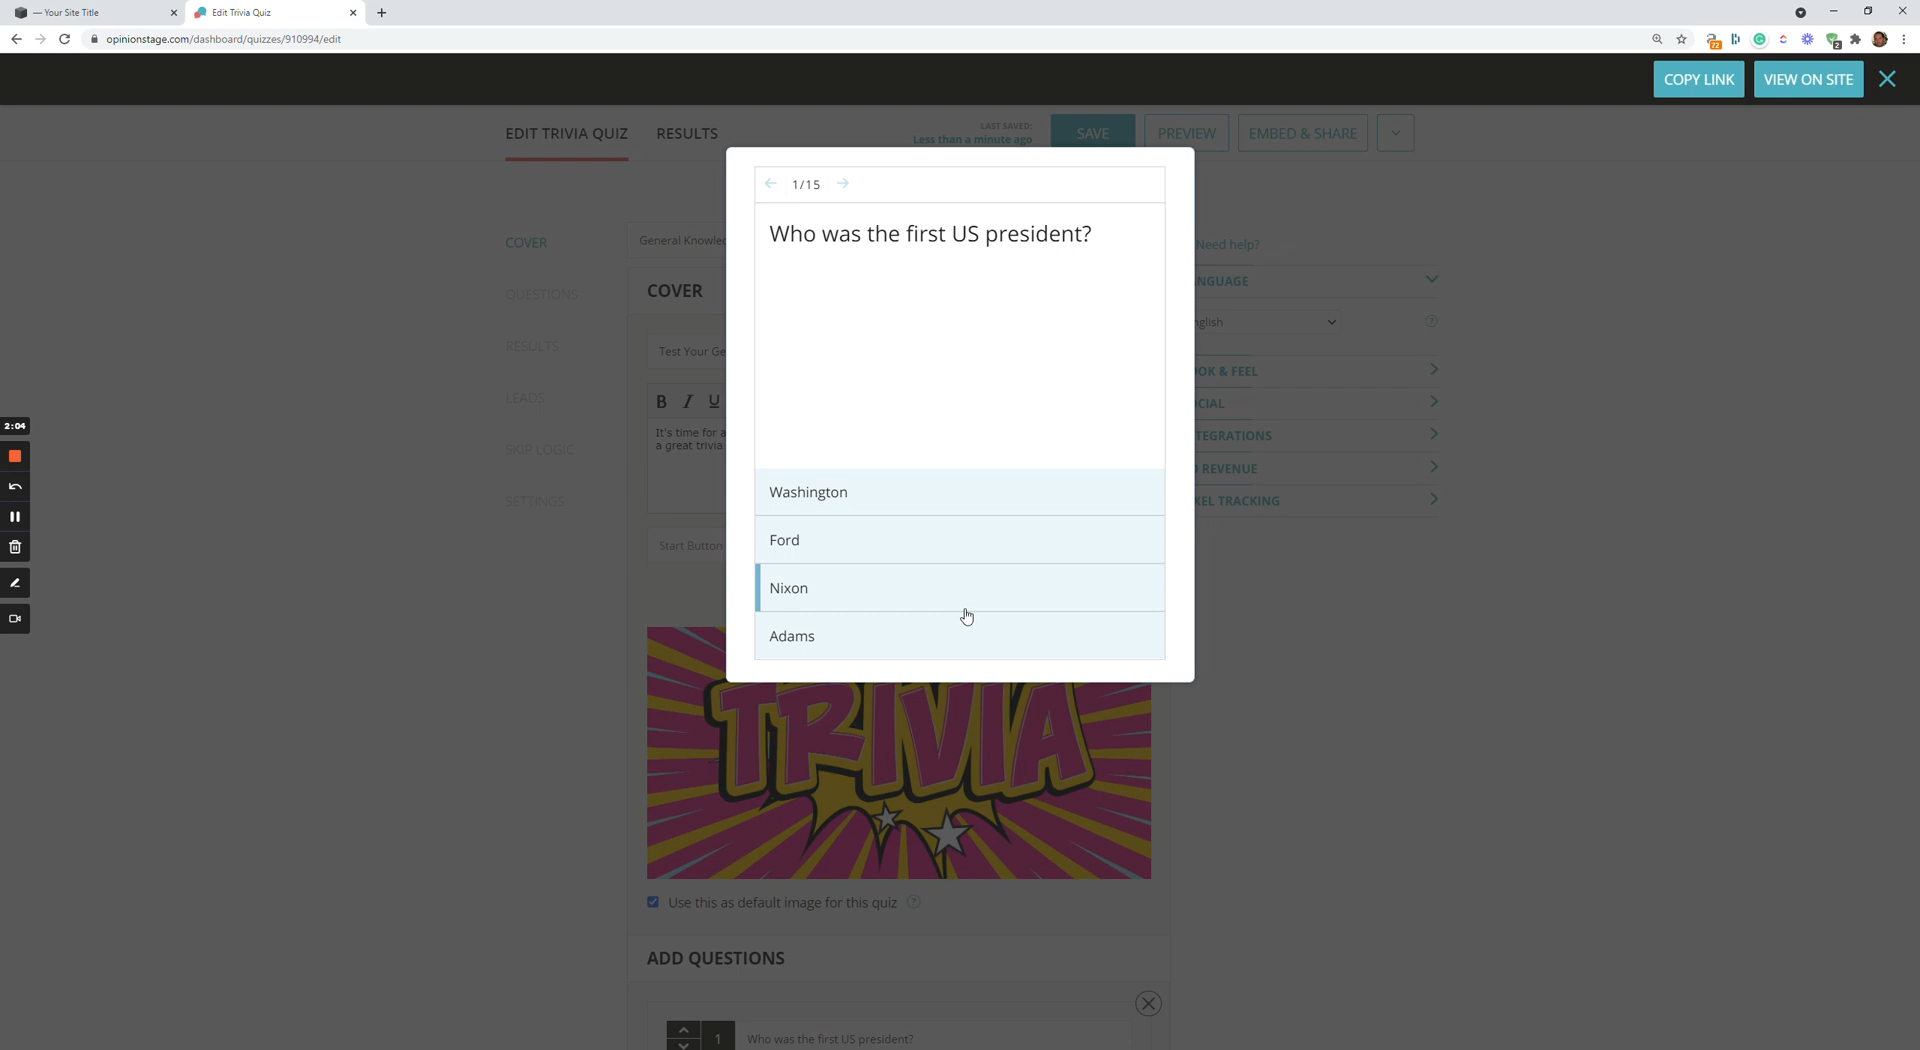 — Your Site Title
Edit Trivia Quiz
opinionstage.com/dashboard/quizzes/910994/edit
72
2
COPY LINK
VIEW ON SITE
EDIT TRIVIA QUIZ
RESULTS
LAST SAVED:
Less than a minute ago
SAVE
PREVIEW
EMBED & SHARE
1/15
Who was the first US president?
Washington
Ford
Nixon
Adams
COVER
QUESTIONS
RESULTS
LEADS
SKIP LOGIC
SETTINGS
General Knowled
COVER
Test Your Ge
B I U
It's time for a
a great trivia
Start Button
Need help?
NGUAGE
nglish
OK & FEEL
CIAL
TEGRATIONS
D REVENUE
XEL TRACKING
2:04
TRIVIA
Use this as default image for this quiz
ADD QUESTIONS
1
Who was the first US president?